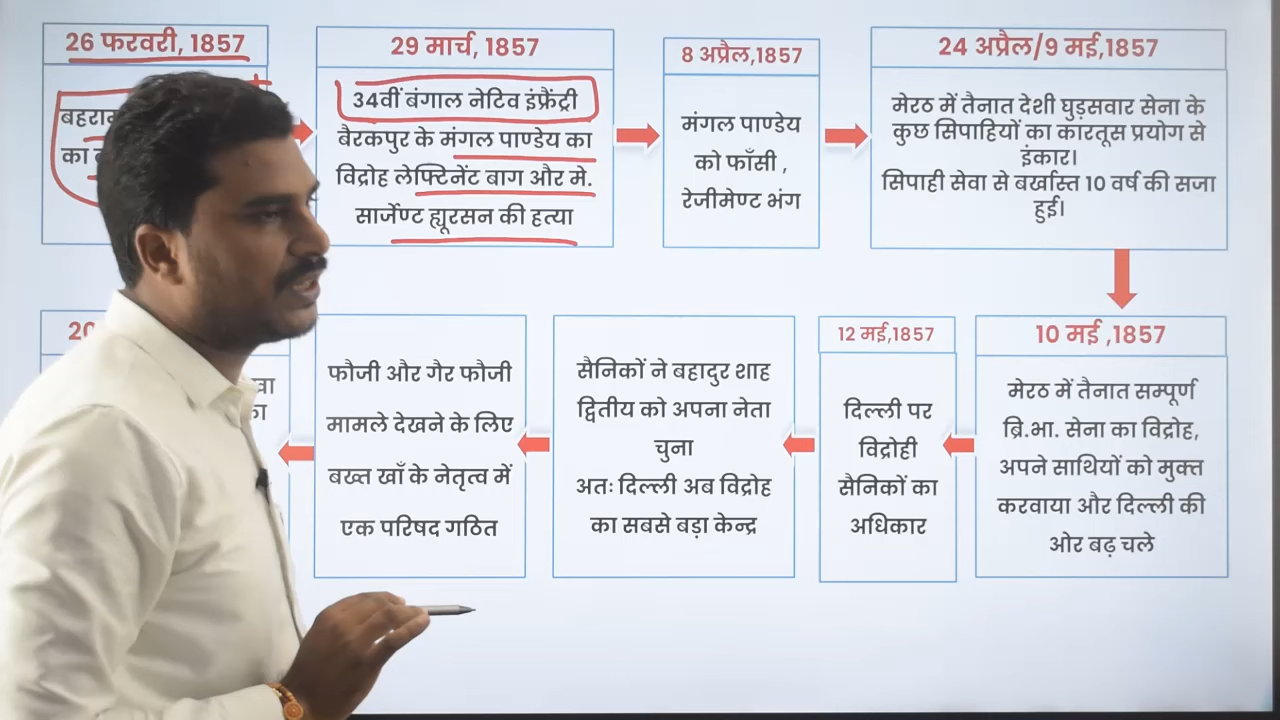 26 फरवरी, 1857
का
29 मार्च, 1857
34वीं बंगाल नेटिव इंफ्रैंट्री
बैरकपुर के मंगल पाण्डेय का
विद्रोह लेफ्टिनेंट बाग और मे.
सार्जेण्ट ह्यूरसन की हत्या
8 अप्रैल,1857
मंगल पाण्डेय
को फाँसी ,
रेजीमेण्ट भंग
24 अप्रैल/9 मई,1857
मेरठ में तैनात देशी घुड़सवार सेना के
कुछ सिपाहियों का कारतूस प्रयोग से
इंकार।
सिपाही सेवा से बर्खास्त 10 वर्ष की सजा
हुई।
10 मई ,1857
मेरठ में तैनात सम्पूर्ण
ब्रि.भा. सेना का विद्रोह,
अपने साथियों को मुक्त
करवाया और दिल्ली की
ओर बढ़ चले
12 मई,1857
दिल्ली पर
विद्रोही
सैनिकों का
अधिकार
सैनिकों ने बहादुर शाह
द्वितीय को अपना नेता
चुना
अतः दिल्ली अब विद्रोह
का सबसे बड़ा केन्द्र
फौजी और गैर फौजी
मामले देखने के लिए
बख्त खाँ के नेतृत्व में
एक परिषद गठित